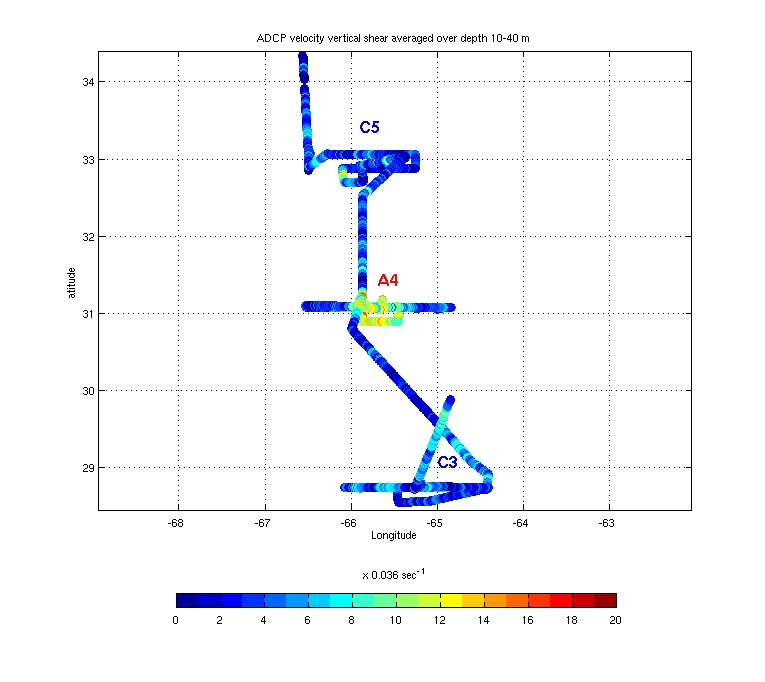 ADCP velocity vertical shear averaged over depth 10-40 m
34
C5
33
32
A4
31
30
C3
29
atitude
-68 -67 -66 -65 -64 -63
Longitude
x 0.036 sec⁻¹
0 2 4 6 8 10 12 14 16 18 20